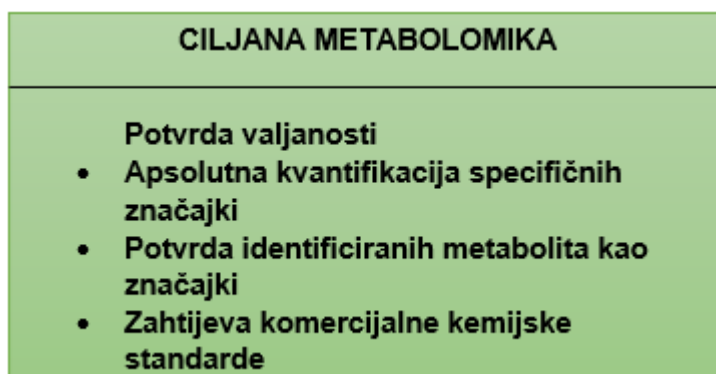 CILJANA METABOLOMIKA
Potvrda valjanosti
• Apsolutna kvantifikacija specifičnih
značajki
• Potvrda identificiranih metabolita kao
značajki
• Zahtijeva komercijalne kemijske
standarde